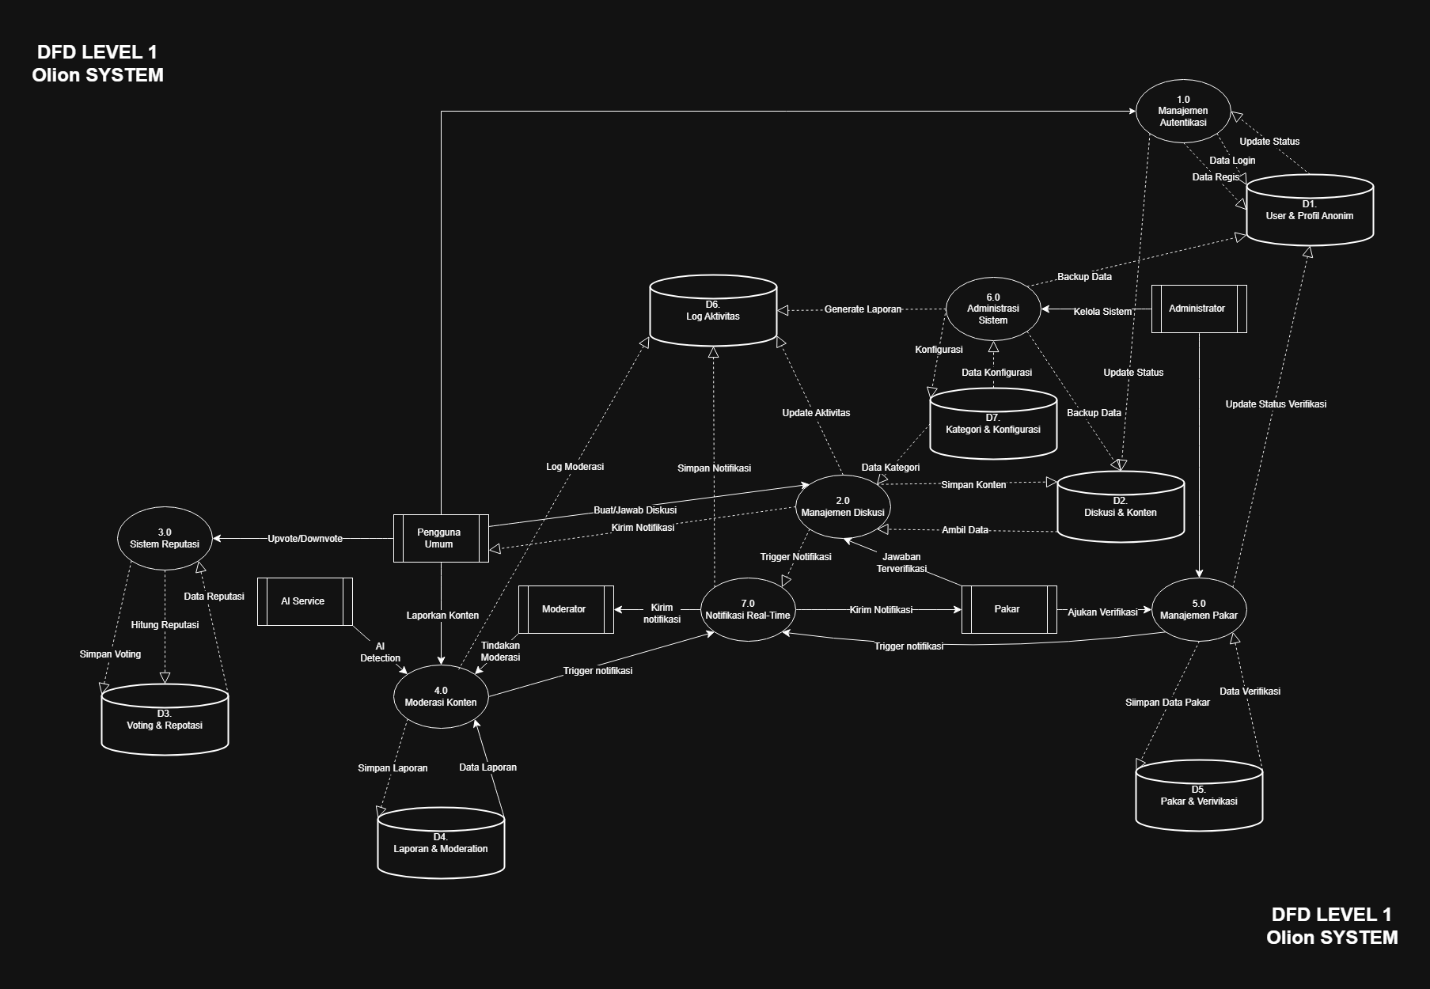 DFD LEVEL 1
Olion SYSTEM
1.0
Manajemen
Autentikasi
Update Status
Data Login
Data Regis
D1.
User & Profil Anonim
Backup Data
D6.
Log Aktivitas
Generate Laporan
6.0
Administrasi
Sistem
Kelola Sistem
Administrator
Konfigurasi
Data Konfigurasi
Update Status
D7.
Kategori & Konfigurasi
Backup Data
Update Status Verifikasi
Update Aktivitas
Log Moderasi
Simpan Notifikasi
Data Kategori
Simpan Konten
2.0
Manajemen Diskusi
D2.
Diskusi & Konten
Buat/Jawab Diskusi
Kirim Notifikasi
Ambil Data
3.0
Sistem Reputasi
Upvote/Downvote
Pengguna
Umum
Trigger Notifikasi
Jawaban
Terverifikasi
AI Service
Data Reputasi
Hitung Reputasi
Simpan Voting
Laporkan Konten
Moderator
Kirim
notifikasi
7.0
Notifikasi Real-Time
Kirim Notifikasi
Pakar
Ajukan Verifikasi
5.0
Manajemen Pakar
AI
Detection
Tindakan
Moderasi
Trigger notifikasi
Trigger notifikasi
4.0
Moderasi Konten
D3.
Voting & Repotasi
Siimpan Data Pakar
Data Verifikasi
Simpan Laporan
Data Laporan
D5.
Pakar & Verivikasi
D4.
Laporan & Moderation
DFD LEVEL 1
Olion SYSTEM